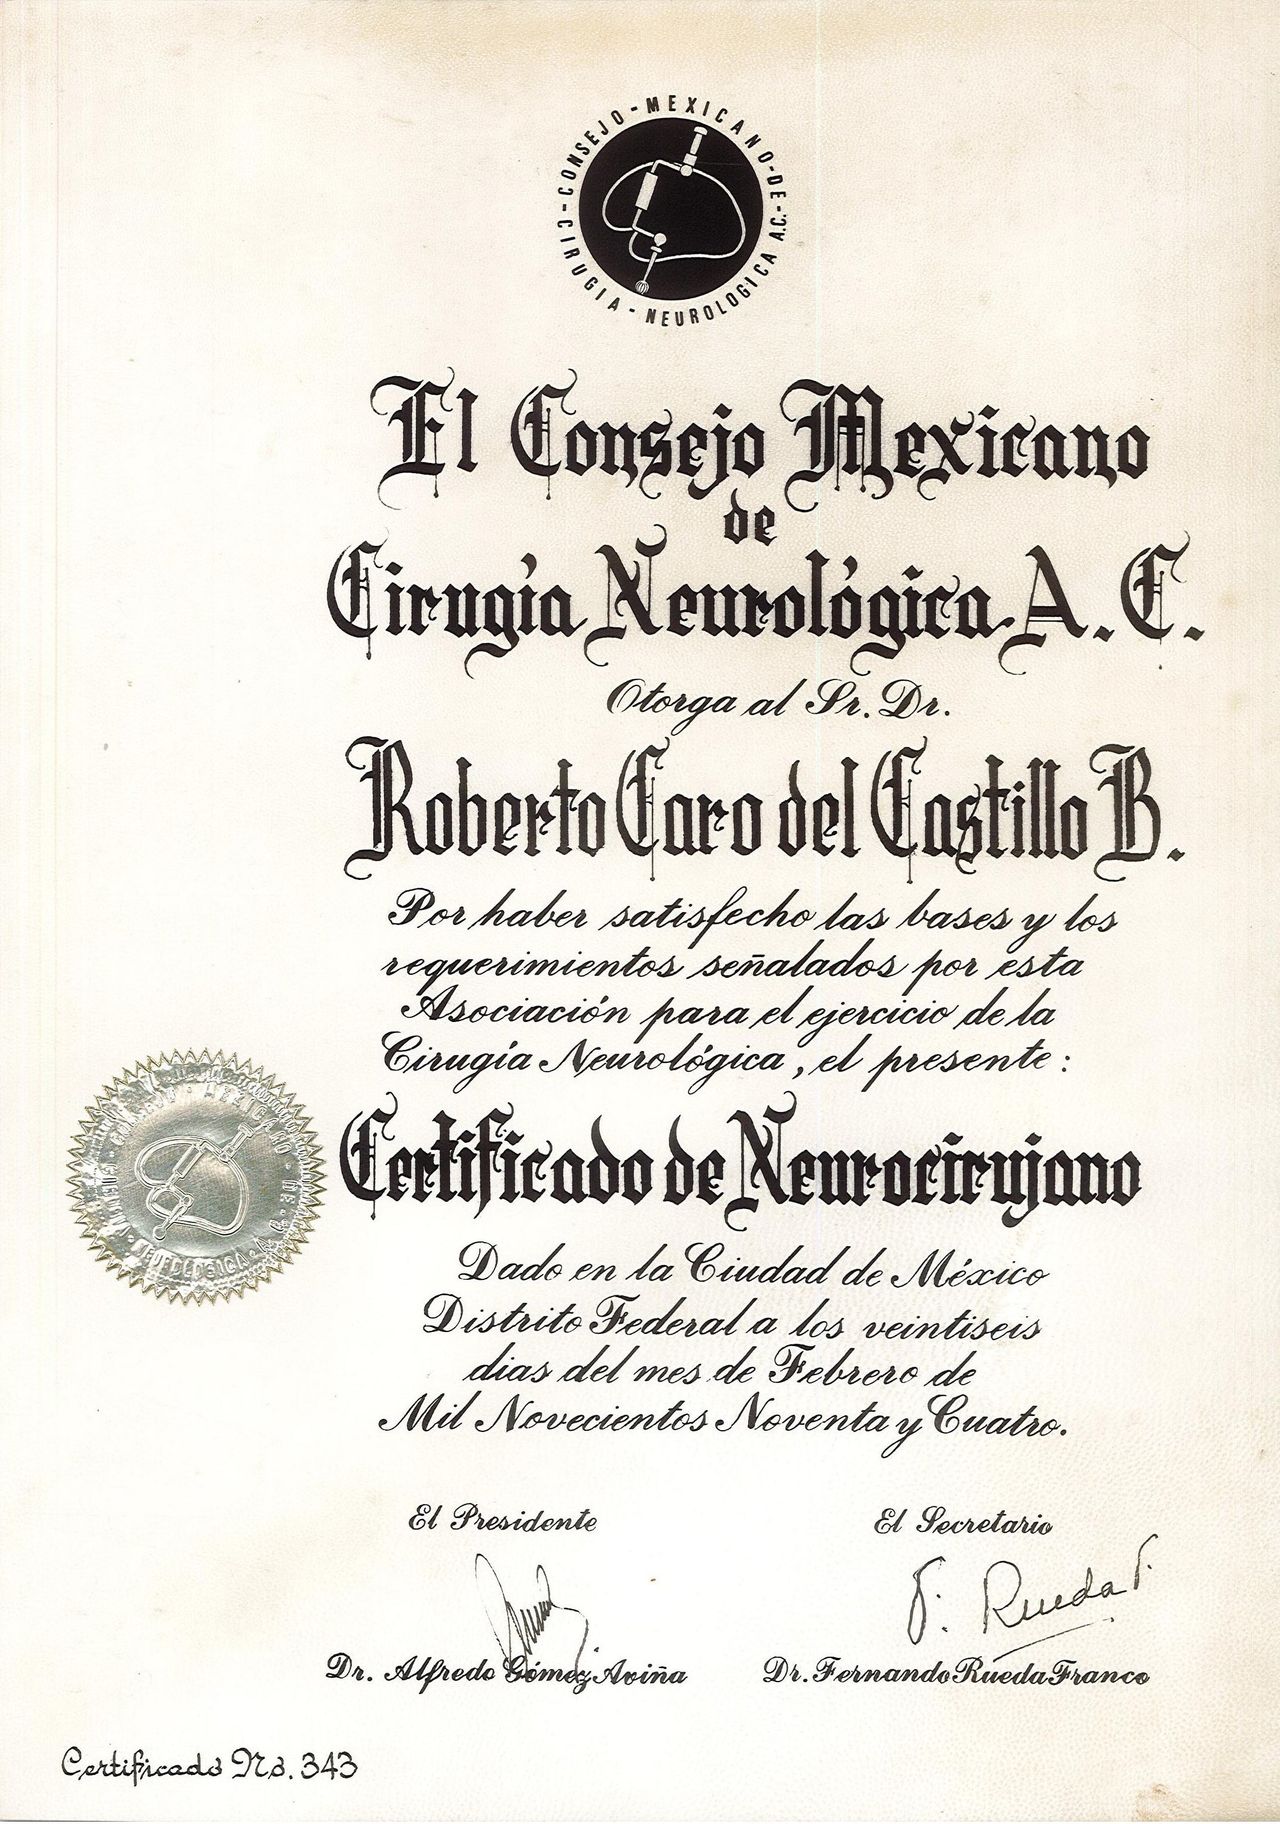 CONSEJO-MEXICANO-DE-CIRUGIA-NEUROLOGICA A.C.-
El Consejo Mexicano
de
Cirugía Neurológica A. C.
Otorga al Sr. Dr.
Roberto Caro del Castillo B.
Por haber satisfecho las bases y los
requerimientos señalados por esta
Asociación para el ejercicio de la
Cirugía Neurológica, el presente:
Certificado de Neurocirujano
Dado en la Ciudad de México
Distrito Federal a los veintiseis
dias del mes de Febrero de
Mil Novecientos Noventa y Cuatro.
El Presidente
El Secretario
F. Rueda F.
Dr. Alfredo Gómez Aviña
Dr. Fernando Rueda Franco
Certificado No. 343